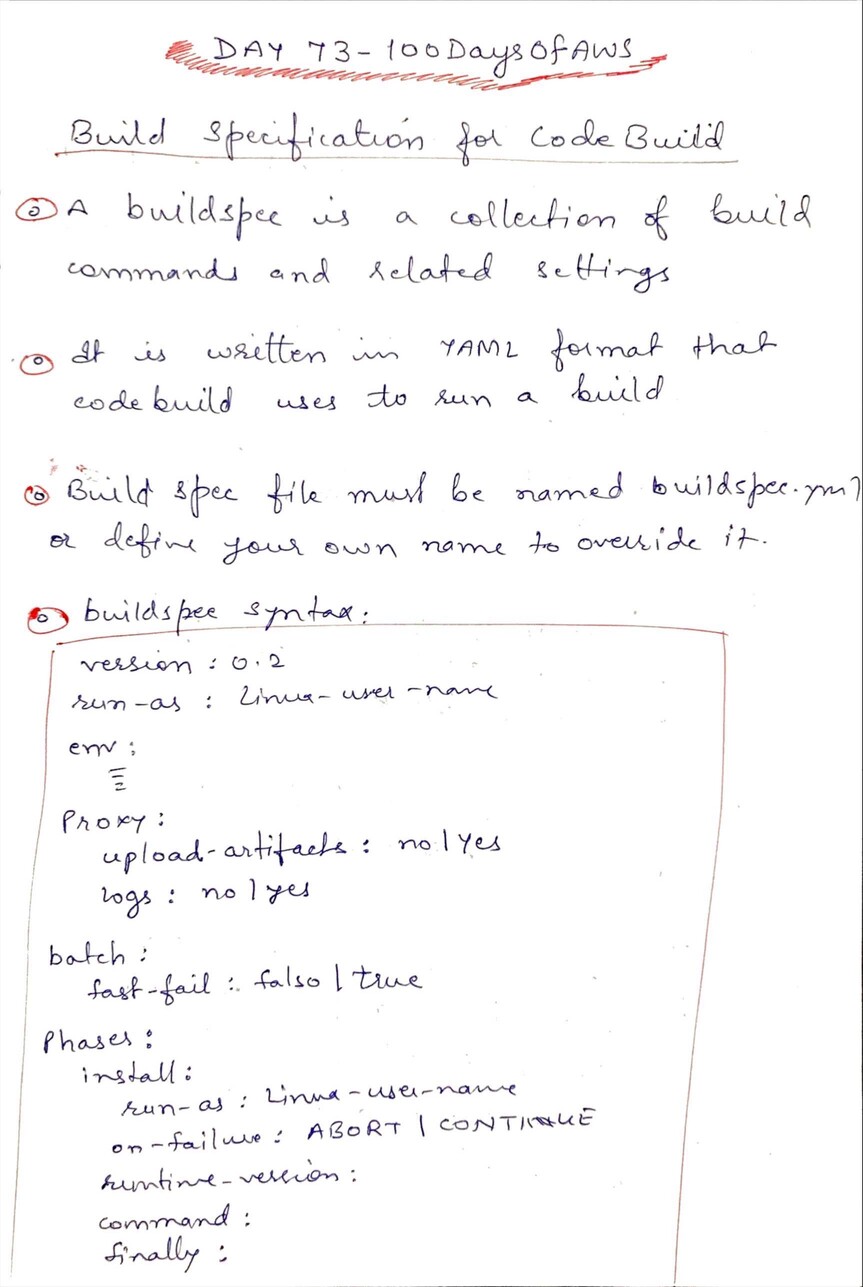 DAY 73-100DaysOfAWS
Build Specification for Code Build
A buildspec is a collection of build
commands and related settings
It is written in YAML format that
codebuild uses to run a build
Build spec file must be named buildspec.yml
or define your own name to override it.
buildspec syntax:
version : 0.2
run-as : Linux-user-name
env :
Proxy :
upload-artifacts : no | yes
logs : no | yes
batch :
fast-fail : falso | true
Phases :
install :
run-as : Linux-user-name
on-failure : ABORT | CONTINUE
runtime-version :
command :
finally :